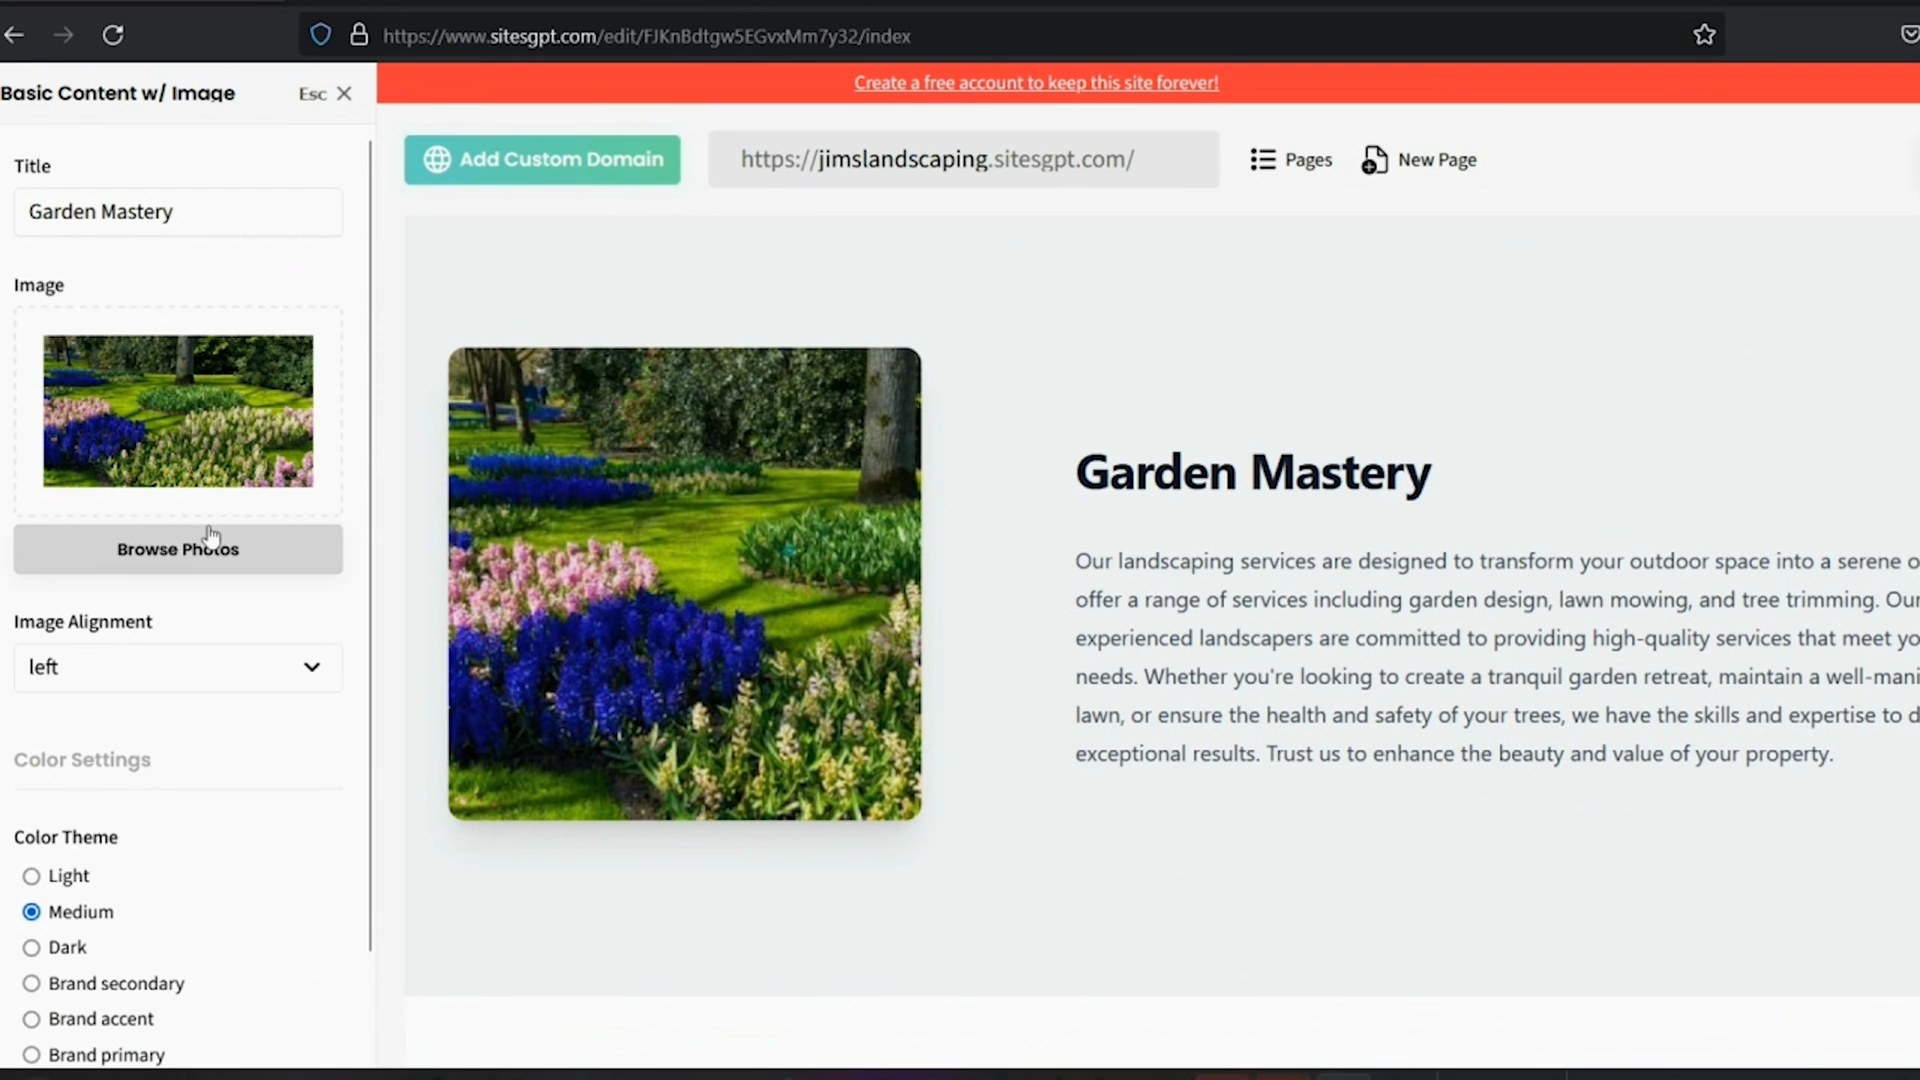 https://www.sitesgpt.com/edit/FJKnBdtgw5EGvxMm7y32/index
Basic Content w/ Image
Esc
Create a free account to keep this site forever!
Add Custom Domain
https://jimslandscaping.sitesgpt.com/
Pages
New Page
Title
Garden Mastery
Image
Browse Photos
Image Alignment
left
Color Settings
Color Theme
Light
Medium
Dark
Brand secondary
Brand accent
Brand primary
Garden Mastery
Our landscaping services are designed to transform your outdoor space into a serene
offer a range of services including garden design, lawn mowing, and tree trimming. Our
experienced landscapers are committed to providing high-quality services that meet
needs. Whether you're looking to create a tranquil garden retreat, maintain a
lawn, or ensure the health and safety of your trees, we have the skills and expertise to
exceptional results. Trust us to enhance the beauty and value of your property.